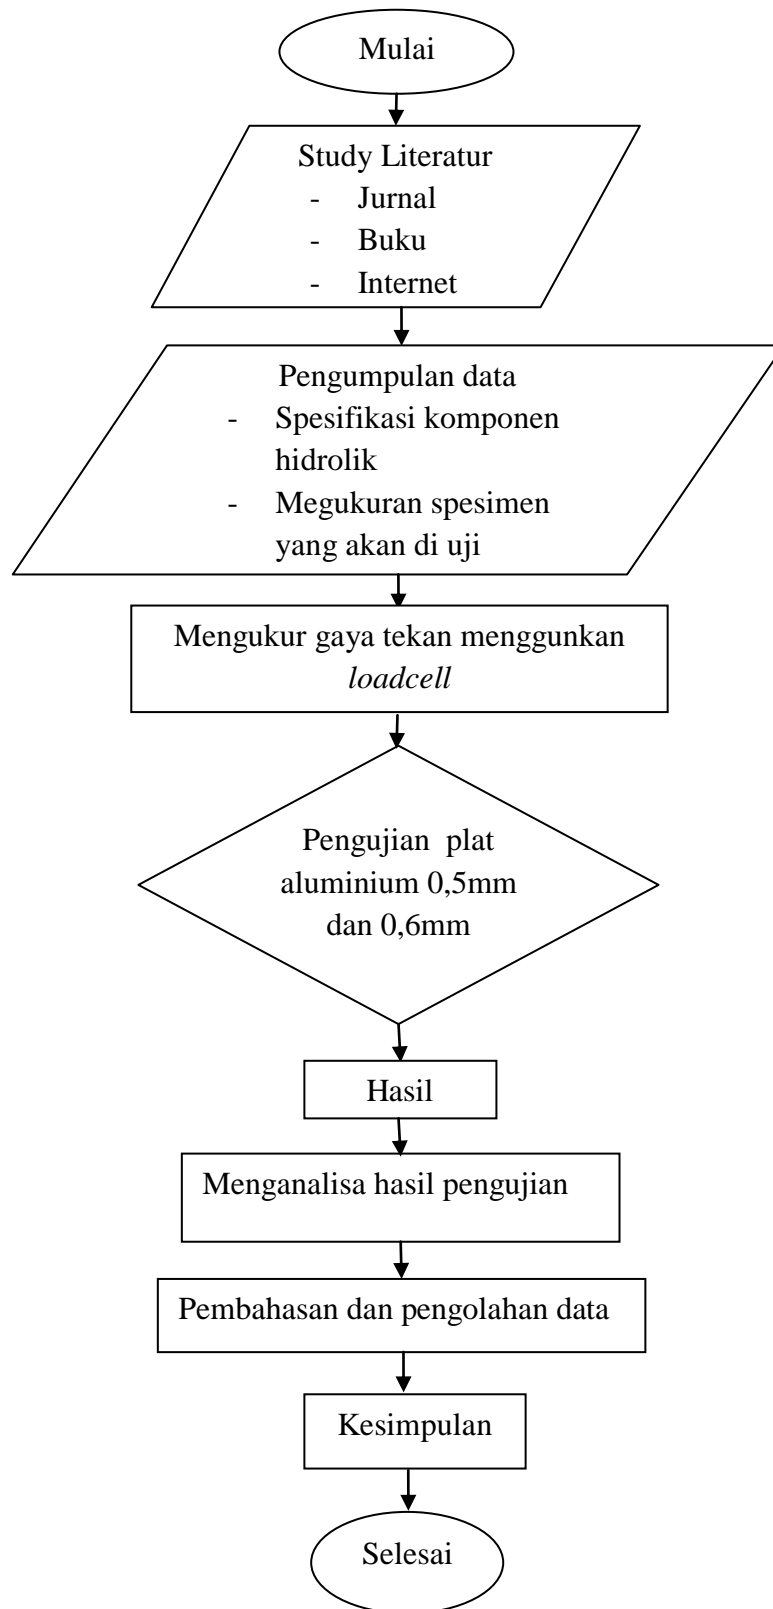 Mulai
Study Literatur
- Jurnal
- Buku
- Internet
Pengumpulan data
- Spesifikasi komponen
hidrolik
- Megukuran spesimen
yang akan di uji
Mengukur gaya tekan menggunkan
loadcell
Pengujian plat
aluminium 0,5mm
dan 0,6mm
Hasil
Menganalisa hasil pengujian
Pembahasan dan pengolahan data
Kesimpulan
Selesai